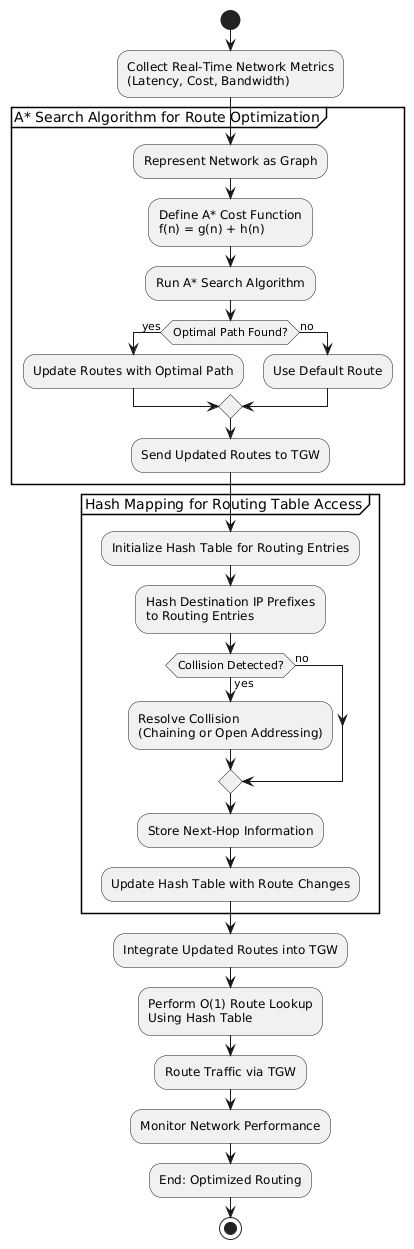 Collect Real-Time Network Metrics
(Latency, Cost, Bandwidth)
A* Search Algorithm for Route Optimization
Represent Network as Graph
Define A* Cost Function
f(n) = g(n) + h(n)
Run A* Search Algorithm
yes
Optimal Path Found?
no
Update Routes with Optimal Path
Use Default Route
Send Updated Routes to TGW
Hash Mapping for Routing Table Access
Initialize Hash Table for Routing Entries
Hash Destination IP Prefixes
to Routing Entries
Collision Detected?
no
yes
Resolve Collision
(Chaining or Open Addressing)
Store Next-Hop Information
Update Hash Table with Route Changes
Integrate Updated Routes into TGW
Perform O(1) Route Lookup
Using Hash Table
Route Traffic via TGW
Monitor Network Performance
End: Optimized Routing